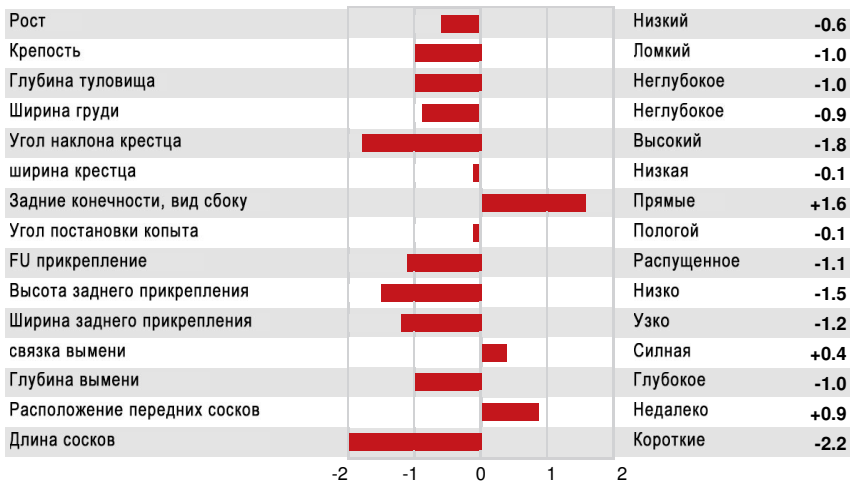 Рост Низкий -0.6
Крепость Ломкий -1.0
Глубина туловища Неглубокое -1.0
Ширина груди Неглубокое -0.9
Угол наклона крестца Высокий -1.8
ширина крестца Низкая -0.1
Задние конечности, вид сбоку Прямые +1.6
Угол постановки копыта Пологой -0.1
FU прикрепление Распущенное -1.1
Высота заднего прикрепления Низко -1.5
Ширина заднего прикрепления Узко -1.2
связка вымени Силная +0.4
Глубина вымени Глубокое -1.0
Расположение передних сосков Недалеко +0.9
Длина сосков Короткие -2.2
-2 -1 0 1 2